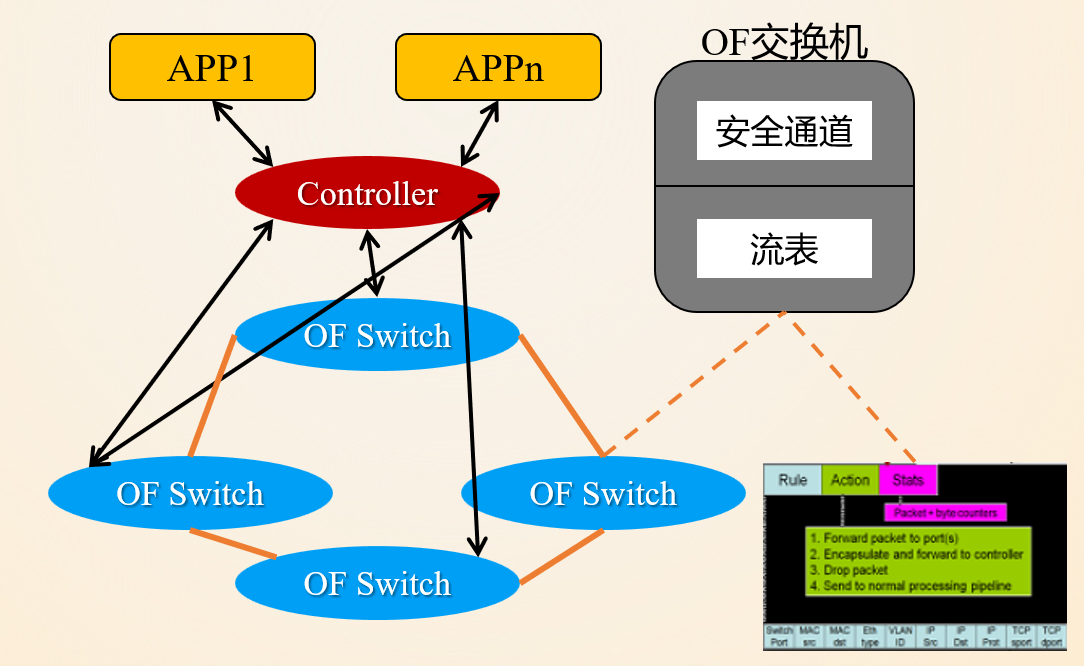 OF交换机
APP1
APPn
安全通道
Controller
流表
OF Switch
OF Switch
OF Switch
OF Switch
Rule
Action
Stats
Packet + byte counters
1. Forward packet to port(s)
2. Encapsulate and forward to controller
3. Drop packet
4. Send to normal processing pipeline
Switch
Port
MAC
src
MAC
dst
Eth
type
VLAN
ID
IP
Src
IP
Dst
IP
Prot
TCP
sport
TCP
dport